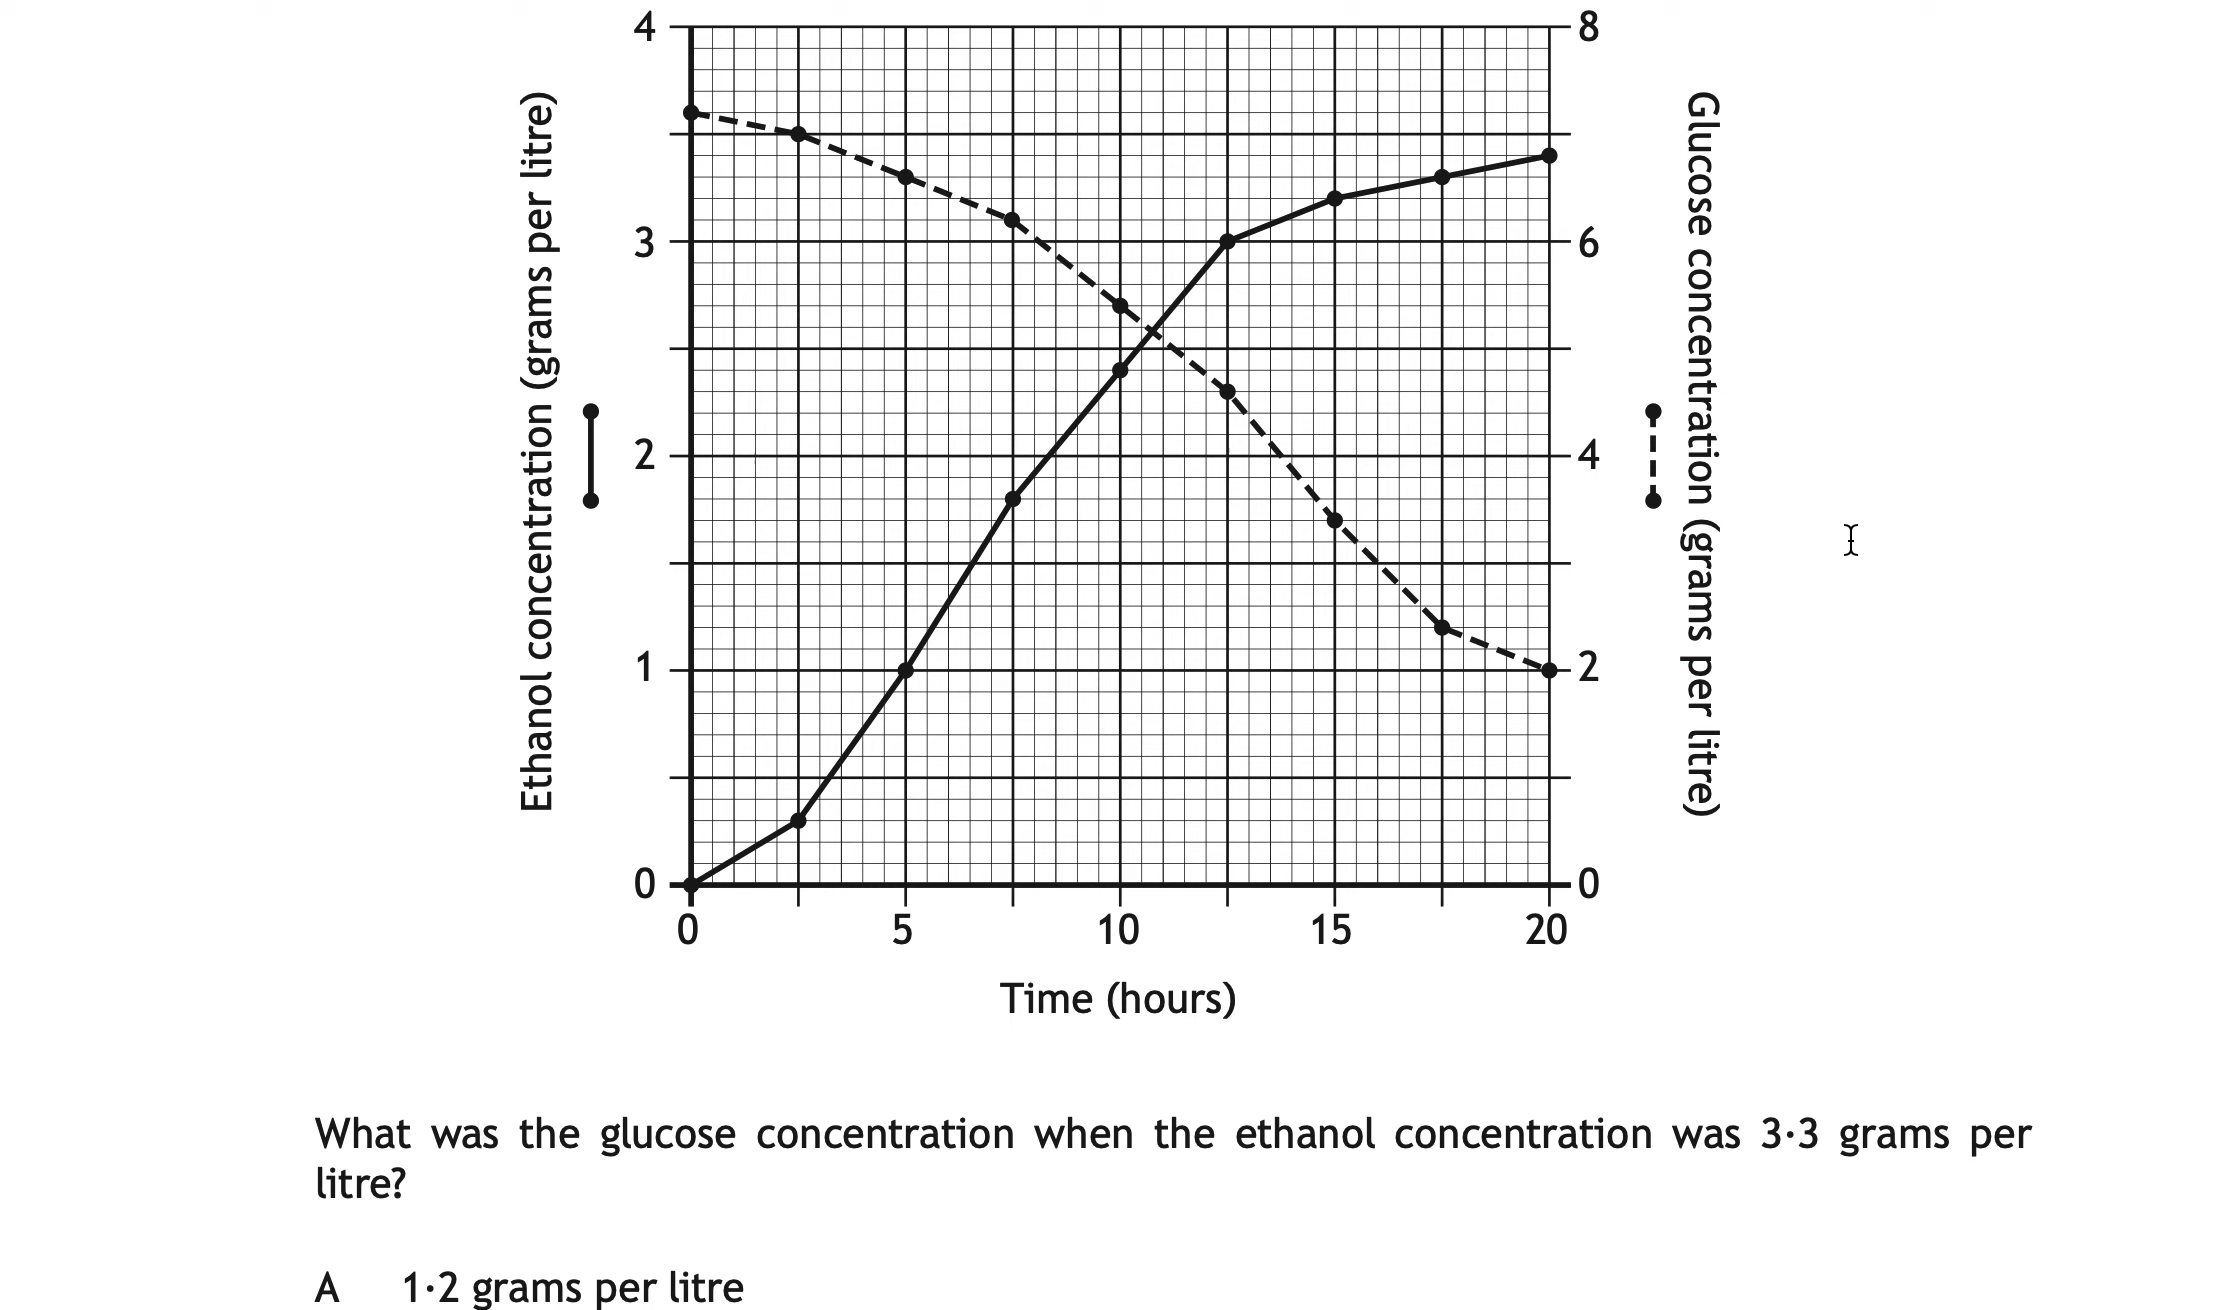 4
3
2
1
0
Ethanol concentration (grams per litre)
8
6
4
2
0
Glucose concentration (grams per litre)
0 5 10 15 20
Time (hours)
What was the glucose concentration when the ethanol concentration was 3·3 grams per
litre?
A 1·2 grams per litre